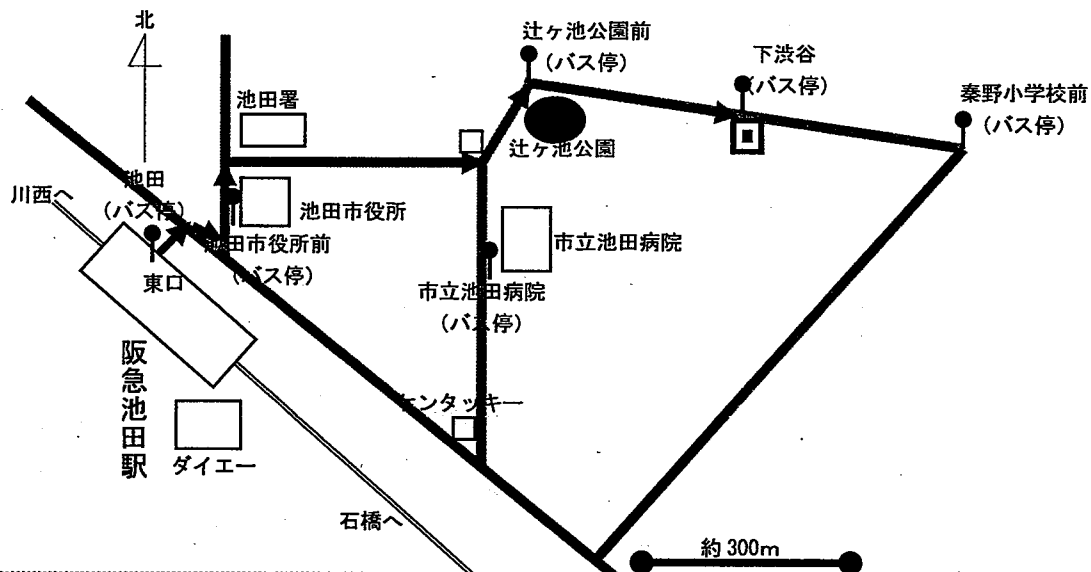 北
辻ヶ池公園前
(バス停)
下渋谷
(バス停)
秦野小学校前
(バス停)
池田署
辻ヶ池公園
池田
(バス停)
川西へ
池田市役所
池田市役所前
(バス停)
東口
市立池田病院
市立池田病院
(バス停)
阪急池田駅
ケンタッキー
ダイエー
石橋へ
約300m